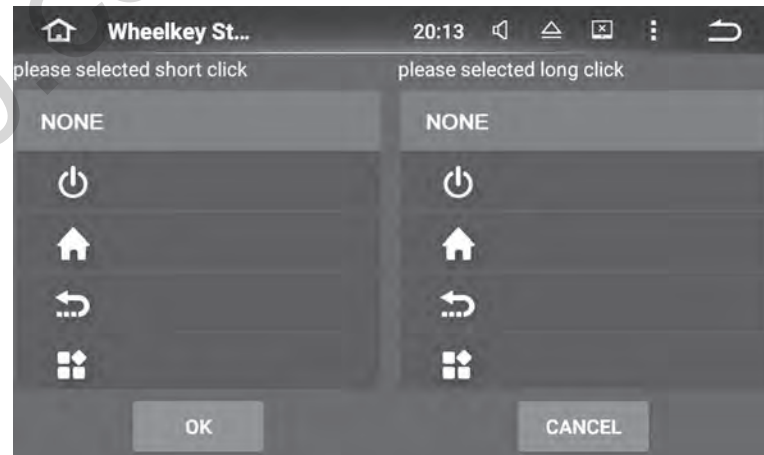 Wheelkey St... 20:13
please selected short click
please selected long click
NONE
NONE
OK
CANCEL